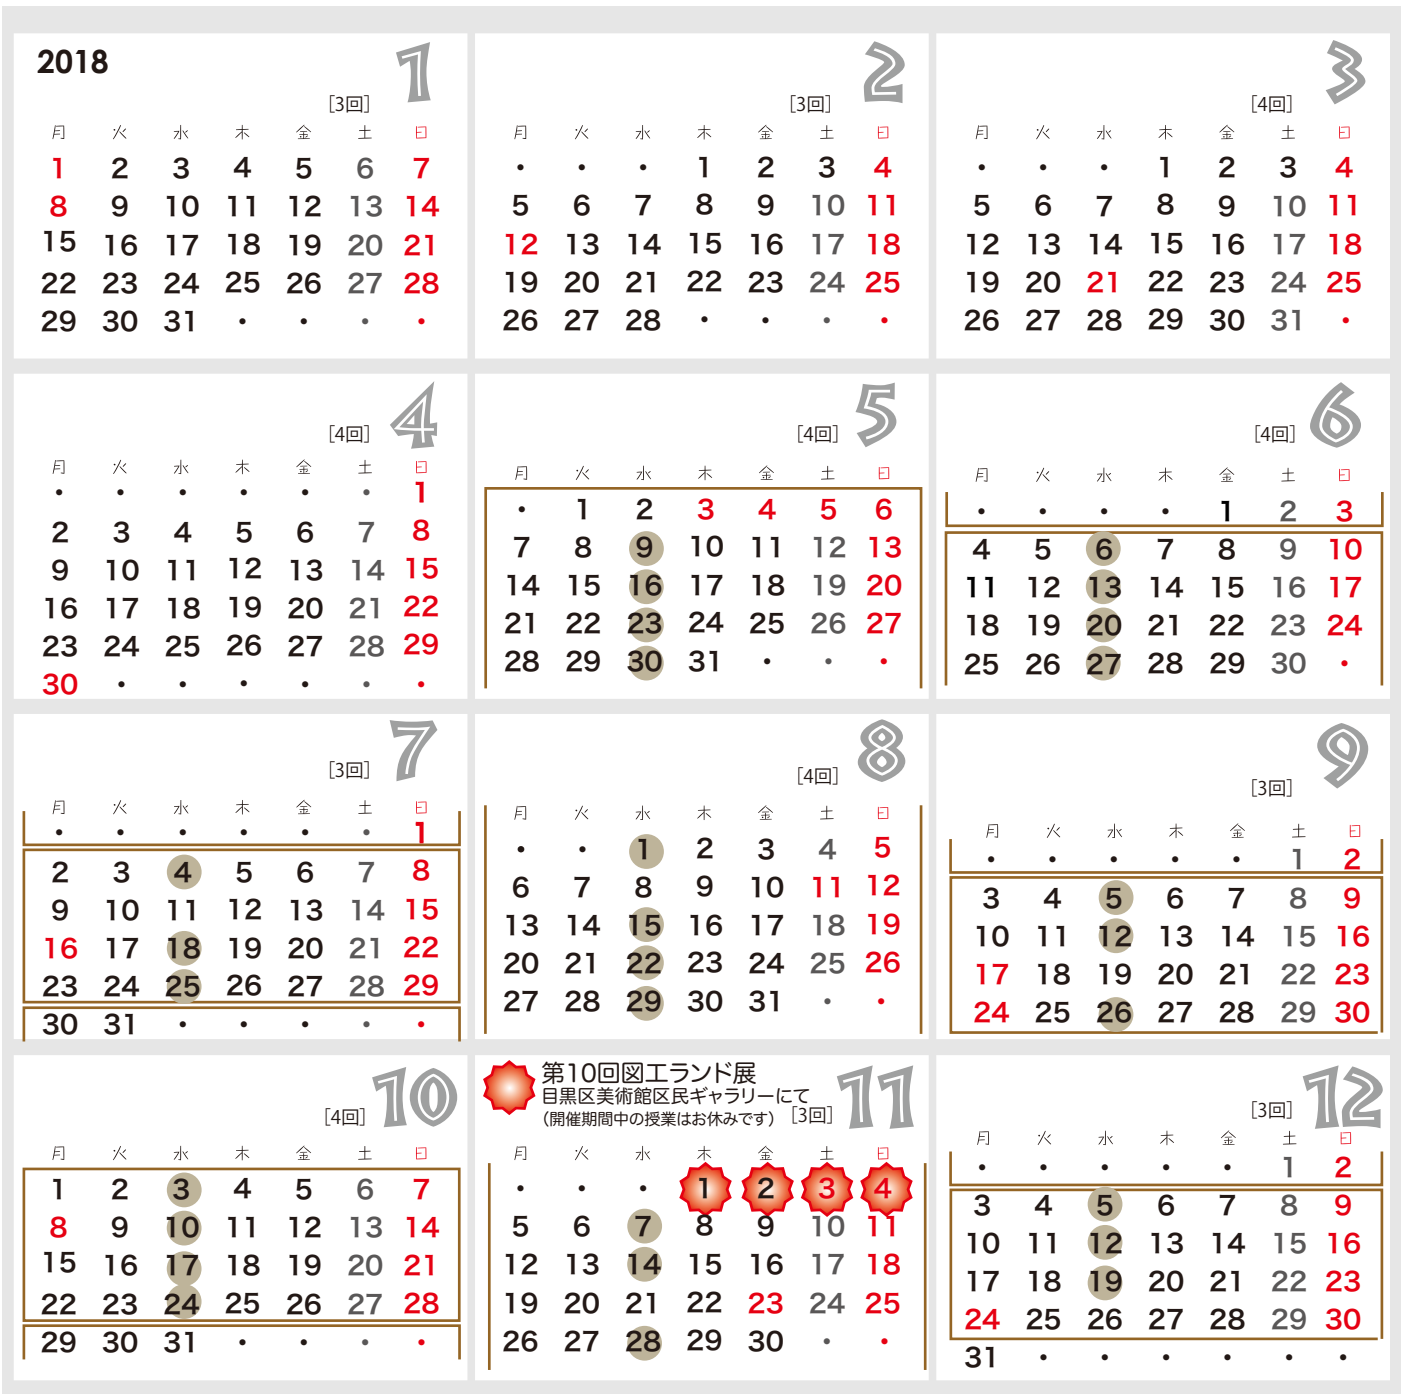 2018
1
[3回]
月 火 水 木 金 土 日
1 2 3 4 5 6 7
8 9 10 11 12 13 14
15 16 17 18 19 20 21
22 23 24 25 26 27 28
29 30 31 • • • •
2
[3回]
月 火 水 木 金 土 日
• • • 1 2 3 4
5 6 7 8 9 10 11
12 13 14 15 16 17 18
19 20 21 22 23 24 25
26 27 28 • • • •
3
[4回]
月 火 水 木 金 土 日
• • • 1 2 3 4
5 6 7 8 9 10 11
12 13 14 15 16 17 18
19 20 21 22 23 24 25
26 27 28 29 30 31 •
4
[4回]
月 火 水 木 金 土 日
• • • • • • 1
2 3 4 5 6 7 8
9 10 11 12 13 14 15
16 17 18 19 20 21 22
23 24 25 26 27 28 29
30 • • • • • •
5
[4回]
月 火 水 木 金 土 日
• 1 2 3 4 5 6
7 8 9 10 11 12 13
14 15 16 17 18 19 20
21 22 23 24 25 26 27
28 29 30 31 • • •
6
[4回]
月 火 水 木 金 土 日
• • • • 1 2 3
4 5 6 7 8 9 10
11 12 13 14 15 16 17
18 19 20 21 22 23 24
25 26 27 28 29 30 •
7
[3回]
月 火 水 木 金 土 日
• • • • • • 1
2 3 4 5 6 7 8
9 10 11 12 13 14 15
16 17 18 19 20 21 22
23 24 25 26 27 28 29
30 31 • • • • •
8
[4回]
月 火 水 木 金 土 日
• • 1 2 3 4 5
6 7 8 9 10 11 12
13 14 15 16 17 18 19
20 21 22 23 24 25 26
27 28 29 30 31 • •
9
[3回]
月 火 水 木 金 土 日
• • • • • 1 2
3 4 5 6 7 8 9
10 11 12 13 14 15 16
17 18 19 20 21 22 23
24 25 26 27 28 29 30
10
[4回]
月 火 水 木 金 土 日
1 2 3 4 5 6 7
8 9 10 11 12 13 14
15 16 17 18 19 20 21
22 23 24 25 26 27 28
29 30 31 • • • •
第10回図工ランド展
目黒区美術館区民ギャラリーにて
(開催期間中の授業はお休みです)
11
[3回]
月 火 水 木 金 土 日
• • • 1 2 3 4
5 6 7 8 9 10 11
12 13 14 15 16 17 18
19 20 21 22 23 24 25
26 27 28 29 30 • •
12
[3回]
月 火 水 木 金 土 日
• • • • • 1 2
3 4 5 6 7 8 9
10 11 12 13 14 15 16
17 18 19 20 21 22 23
24 25 26 27 28 29 30
31 • • • • • •